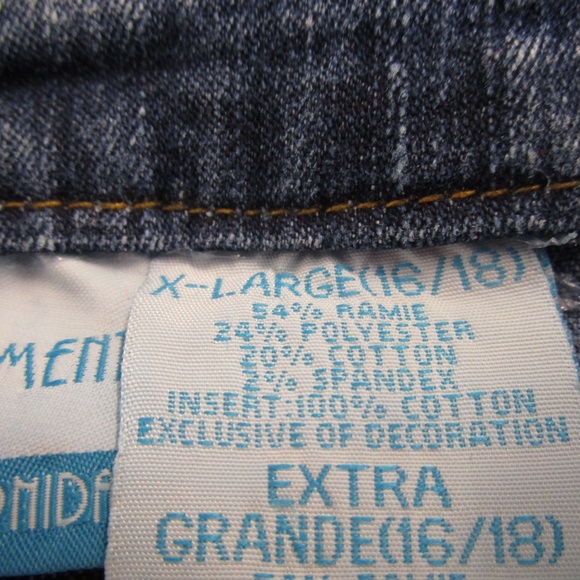 X-LARGE(16/18)
54% RAMIE
24% POLYESTER
20% COTTON
2% SPANDEX
INSERT:100% COTTON
EXCLUSIVE OF DECORATION
EXTRA
GRANDE(16/18)
MENT
ONIDA